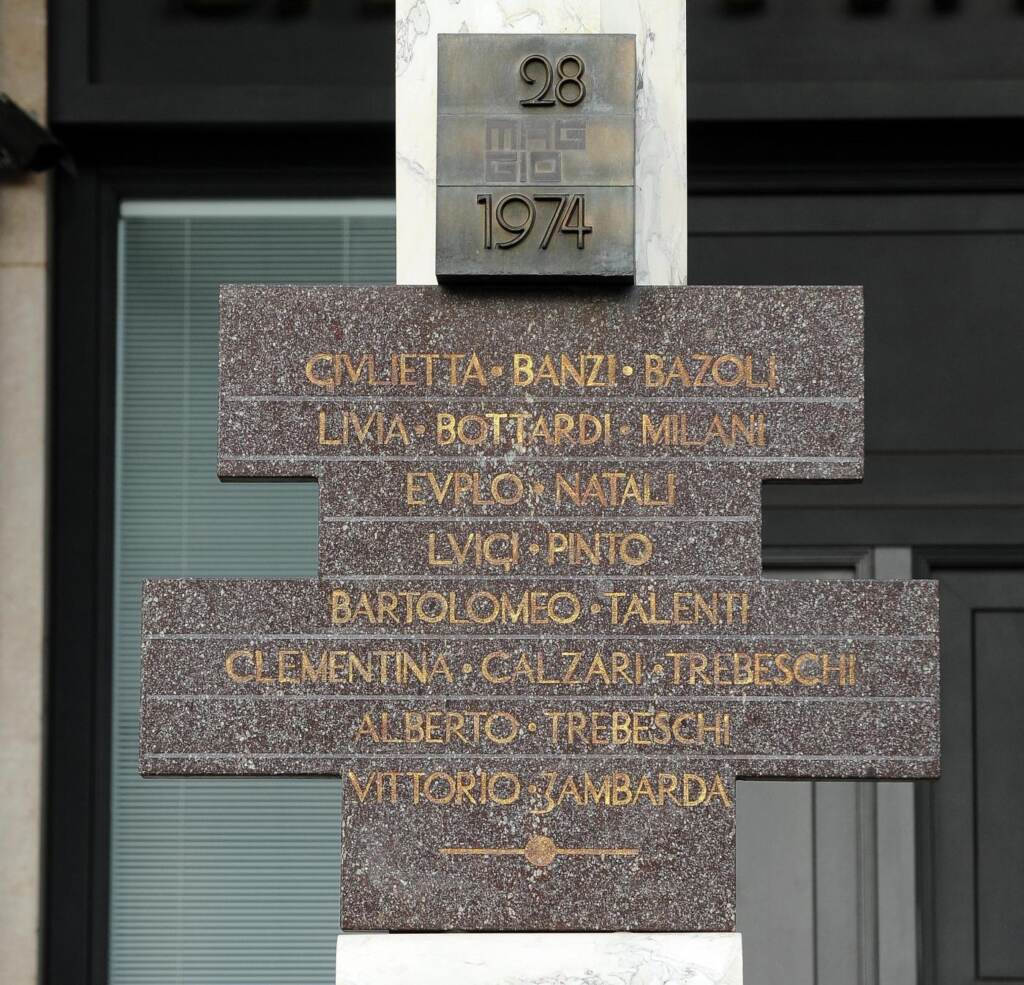 28
MAG
GIO
1974
GIVLIETTA • BANZI • BAZOLI
LIVIA • BOTTARDI • MILANI
EVPLO • NATALI
LVIGI • PINTO
BARTOLOMEO • TALENTI
CLEMENTINA • CALZARI • TREBESCHI
ALBERTO • TREBESCHI
VITTORIO • ZAMBARDA